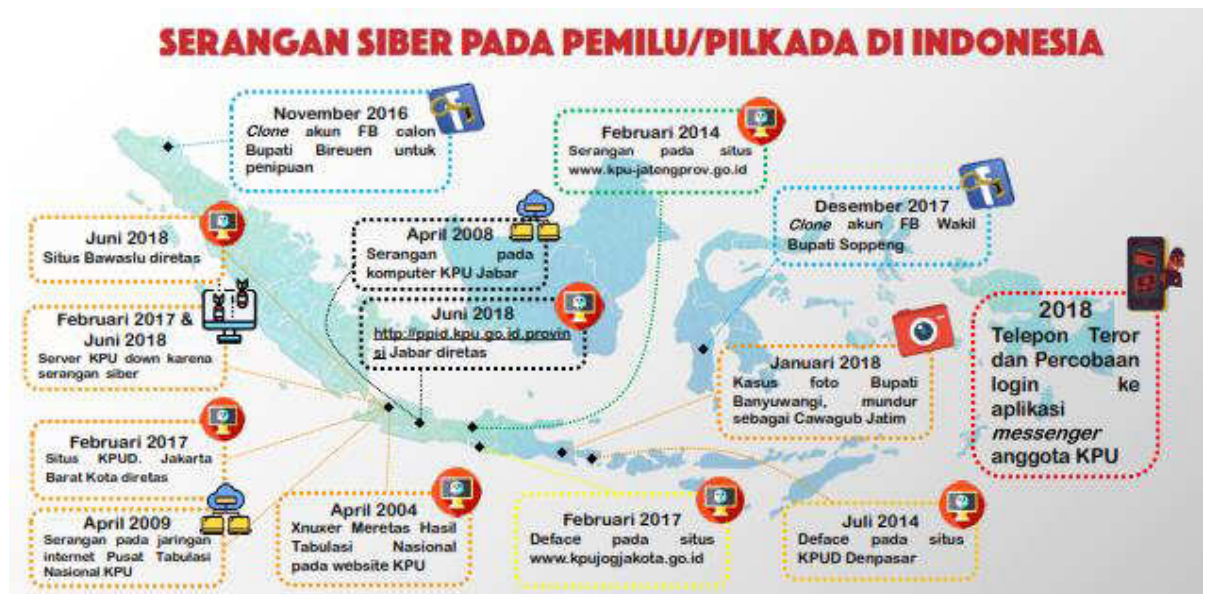 SERANGAN SIBER PADA PEMILU/PILKADA DI INDONESIA
November 2016
Clone akun FB calon
Bupati Bireuen untuk
penipuan
Februari 2014
Serangan pada situs
www.kpu-jatengprov.go.id
Desember 2017
Clone akun FB Wakil
Bupati Soppeng
Juni 2018
Situs Bawaslu diretas
April 2008
Serangan pada
komputer KPU Jabar
Juni 2018
http://ppid.kpu.go.id.provin
si Jabar diretas
Februari 2017 &
Juni 2018
Server KPU down karena
serangan siber
Januari 2018
Kasus foto Bupati
Banyuwangi, mundur
sebagai Cawagub Jatim
2018
Telepon Teror
dan Percobaan
login ke
aplikasi
messenger
anggota KPU
Februari 2017
Situs KPUD. Jakarta
Barat Kota diretas
April 2009
Serangan pada jaringan
internet Pusat Tabulasi
Nasional KPU
April 2004
Xnuxer Meretas Hasil
Tabulasi Nasional
pada website KPU
Februari 2017
Deface pada situs
www.kpujogjakota.go.id
Juli 2014
Deface pada situs
KPUD Denpasar